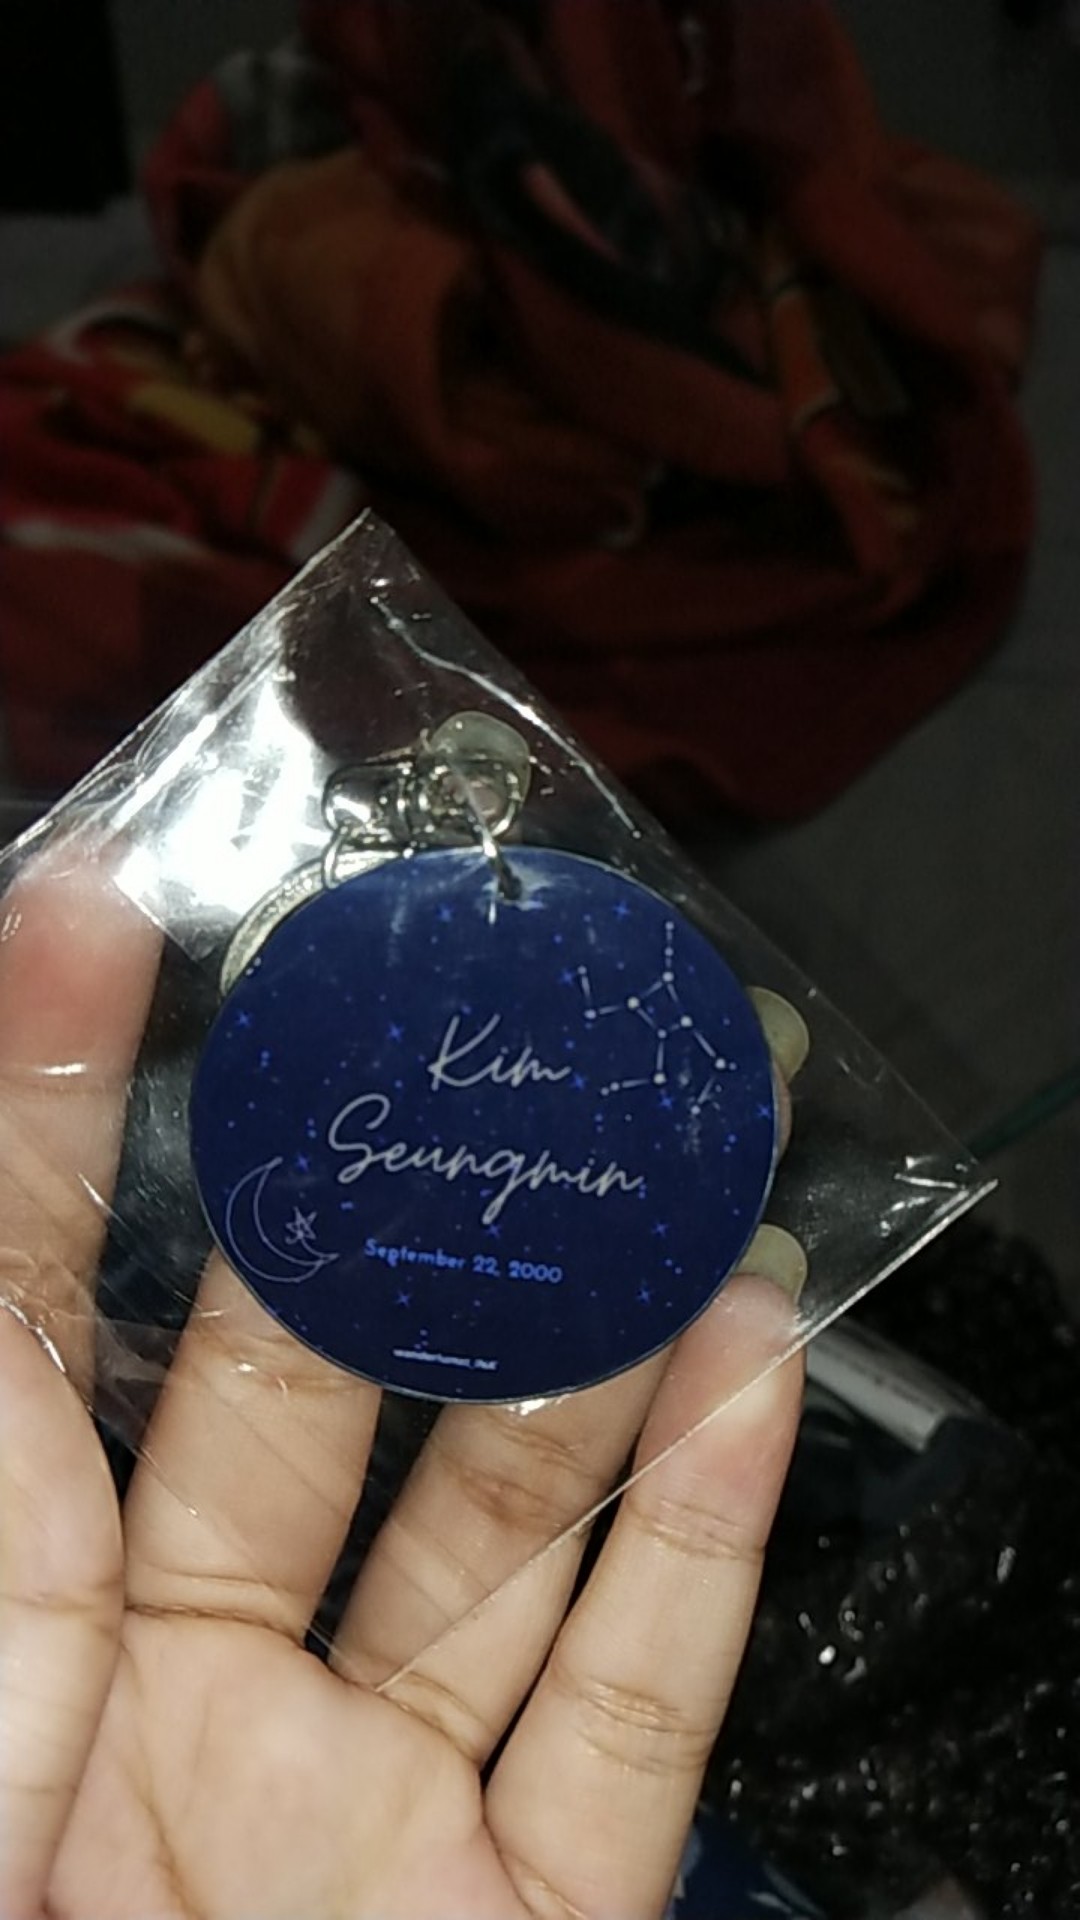 Kim
Seungmin
September 22, 2000